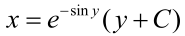 x = e^{-\sin y}(y + C)